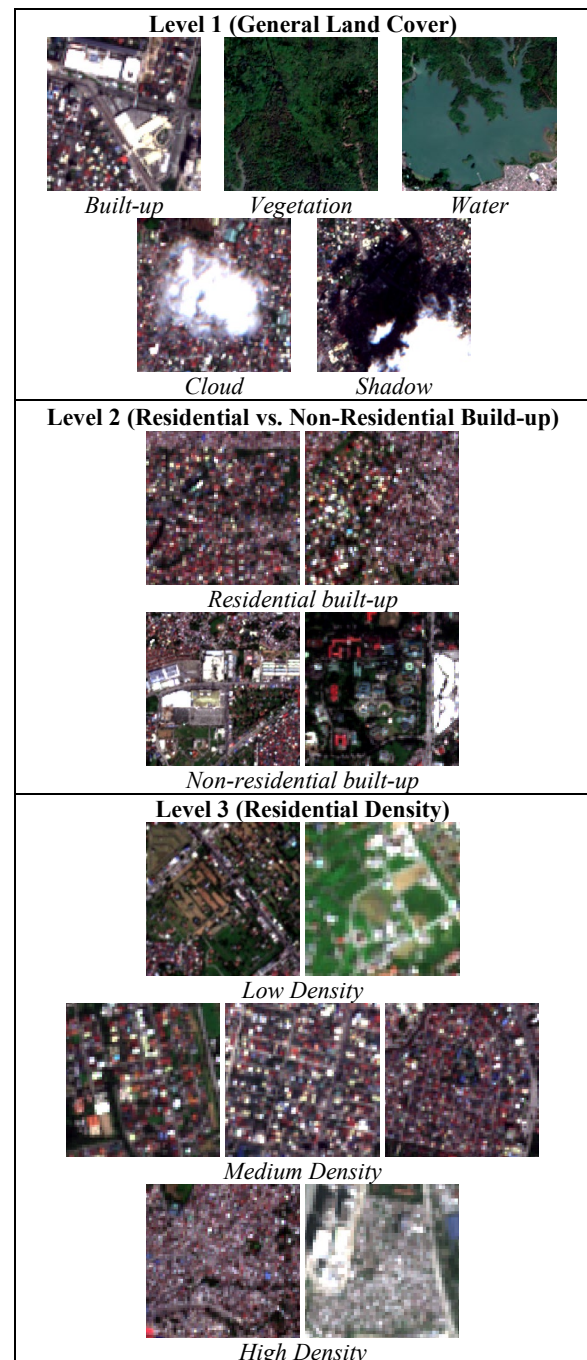 Level 1 (General Land Cover)
Built-up Vegetation Water
Cloud Shadow
Level 2 (Residential vs. Non-Residential Build-up)
Residential built-up
Non-residential built-up
Level 3 (Residential Density)
Low Density
Medium Density
High Density